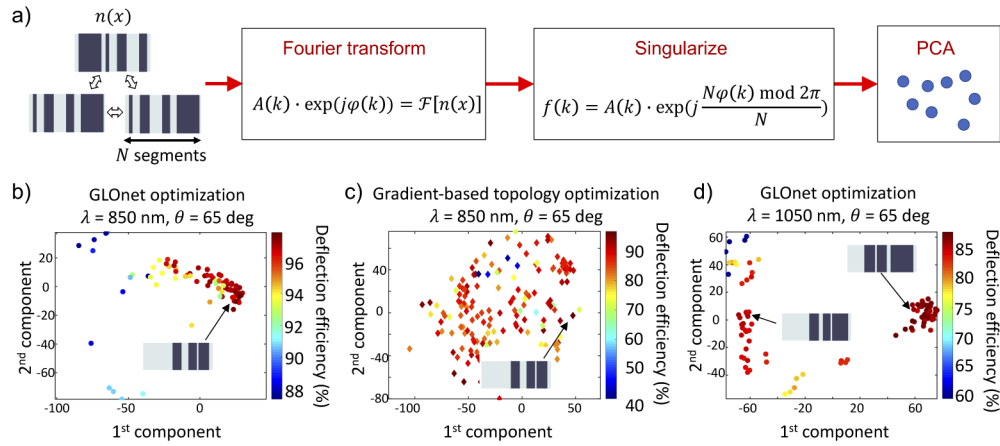 a)
n(x)
N segments
Fourier transform
A(k) · exp(jφ(k)) = ℱ[n(x)]
Singularize
f(k) = A(k) · exp(j Nφ(k) mod 2π / N)
PCA
b)
GLOnet optimization
λ = 850 nm, θ = 65 deg
2nd component
20
0
-20
-40
-60
-100
-50
0
1st component
96
94
92
90
88
Deflection efficiency (%)
c)
Gradient-based topology optimization
λ = 850 nm, θ = 65 deg
40
0
-40
-80
-100
-50
0
50
1st component
90
80
70
60
50
40
Deflection efficiency (%)
d)
GLOnet optimization
λ = 1050 nm, θ = 65 deg
2nd component
60
40
20
0
-20
-40
-60
-20
20
60
1st component
85
80
75
70
65
60
Deflection efficiency (%)